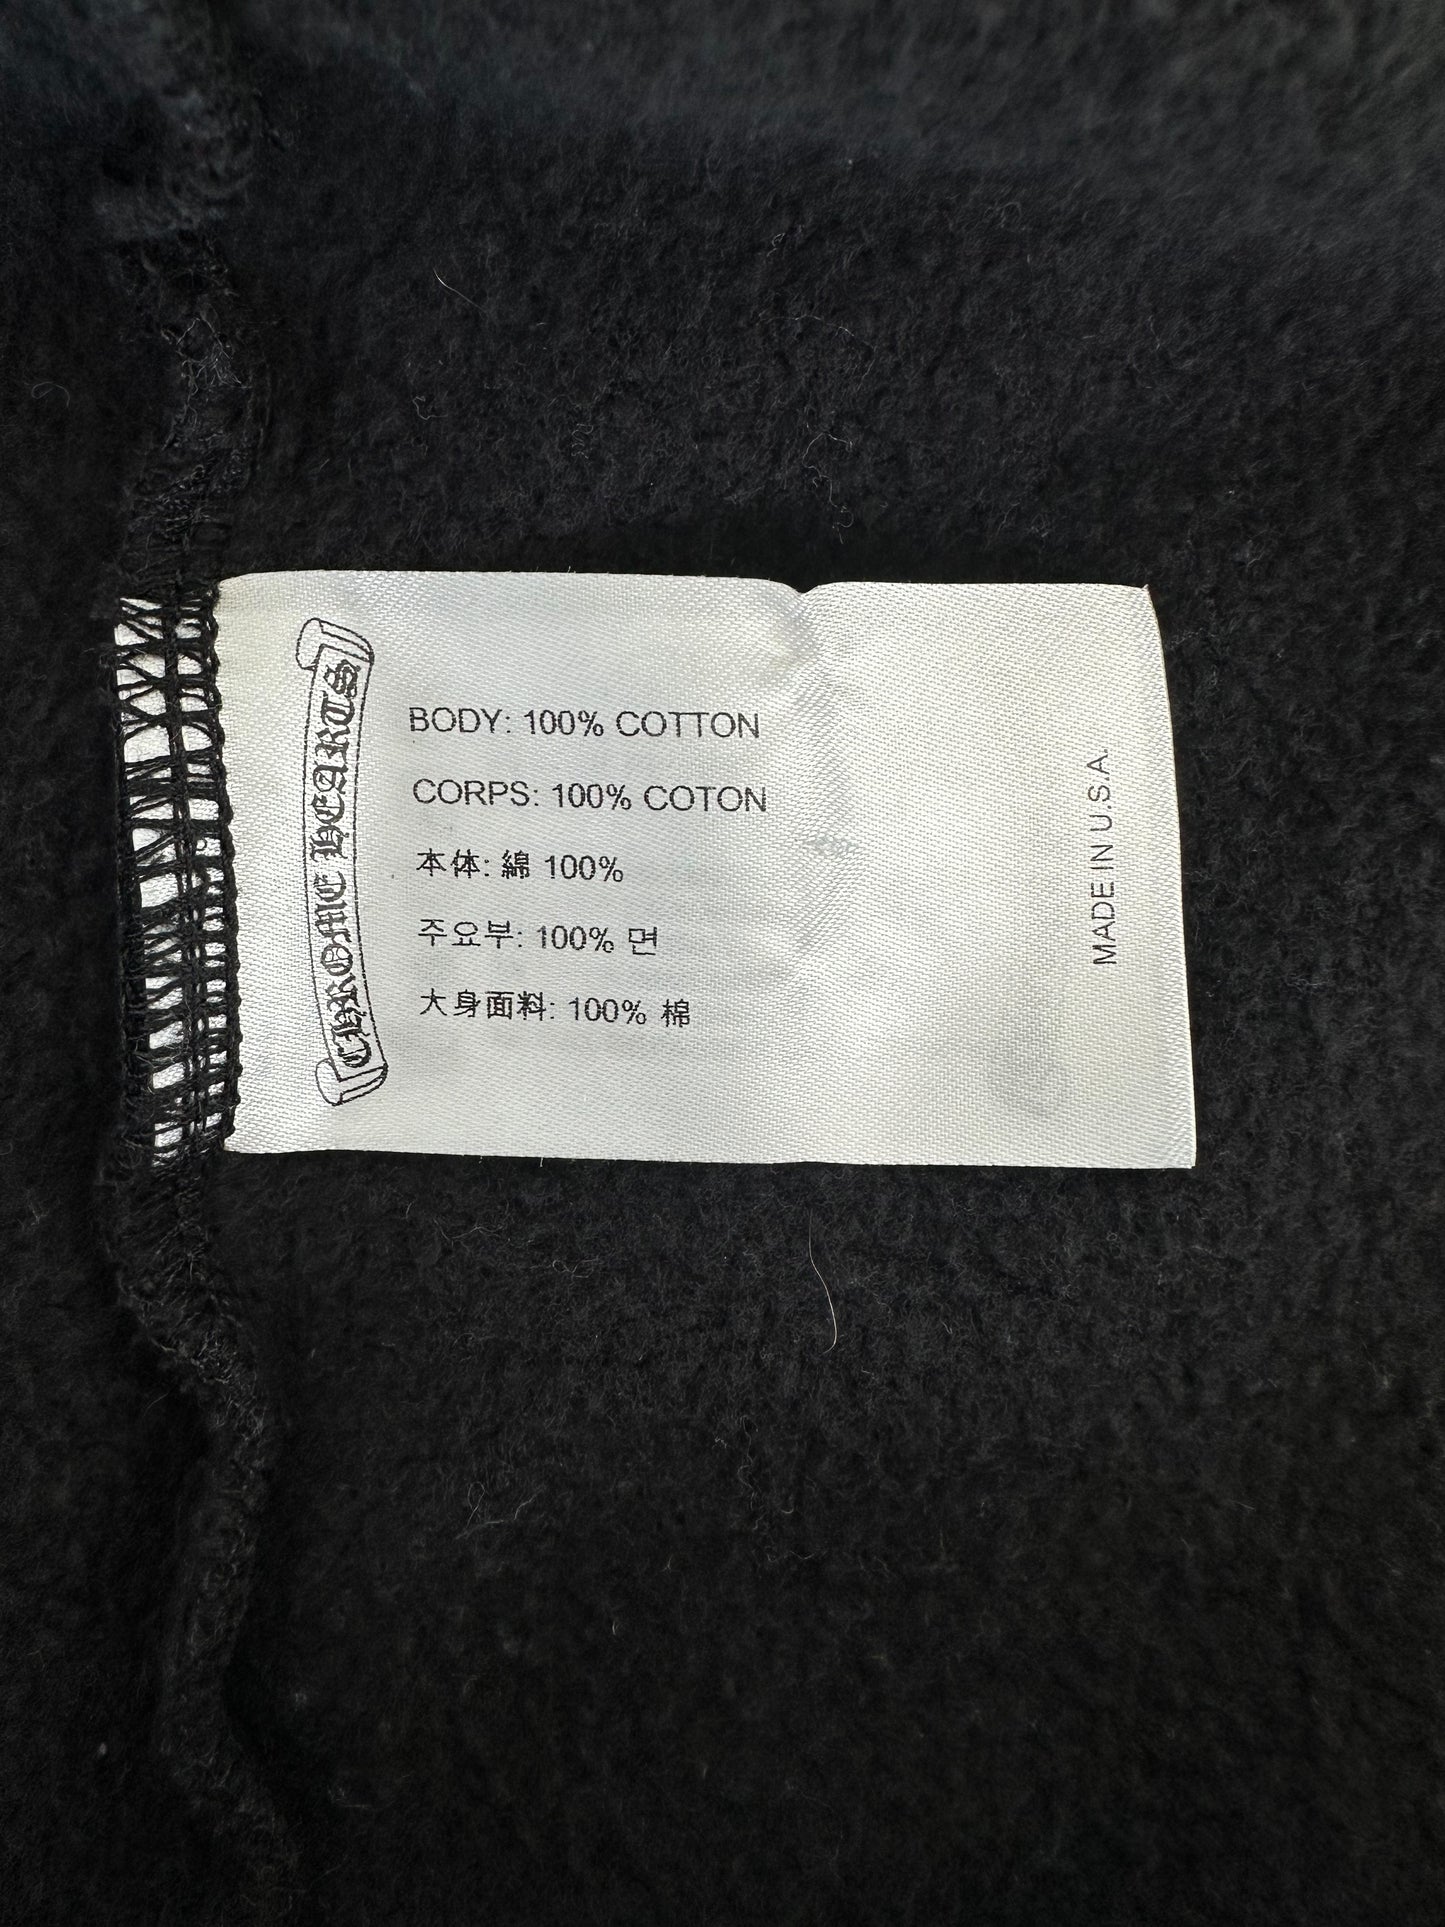 CHROME HEARTS
BODY: 100% COTTON
CORPS: 100% COTON
本体: 綿 100%
주요부: 100% 면
大身面料: 100% 棉
MADE IN U.S.A.